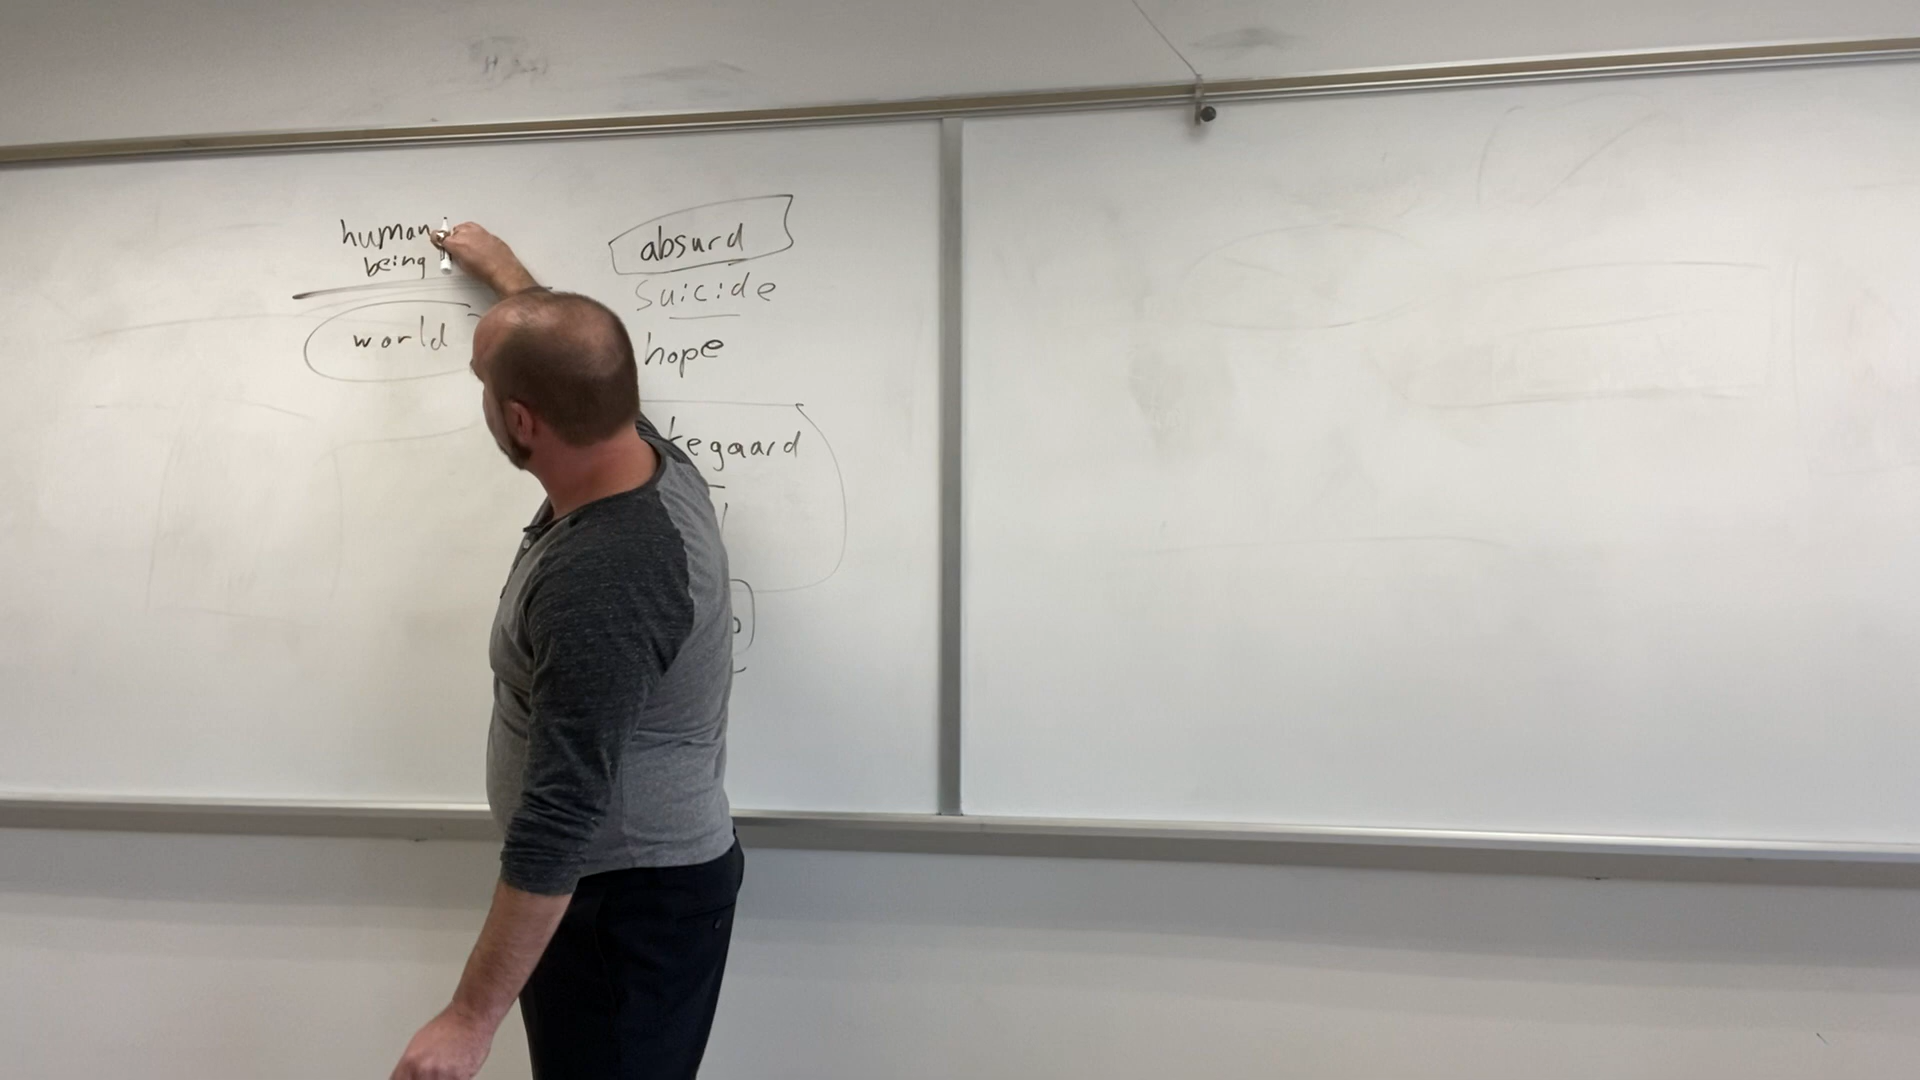 human
being
world
absurd
suicide
hope
kegaard